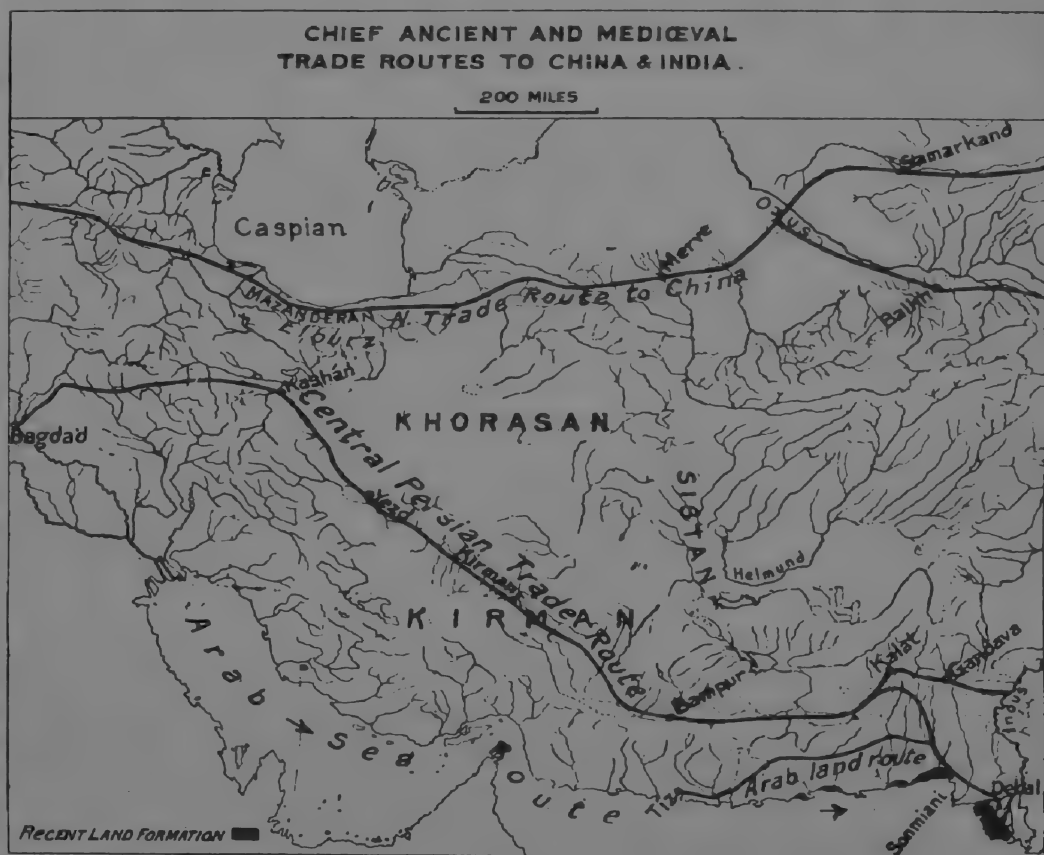 CHIEF ANCIENT AND MEDIŒVAL
TRADE ROUTES TO CHINA & INDIA.
200 MILES
Samarkand
Oxus
Caspian
Merve
MAZANDERAN
N. Trade Route to China
Elburz
Balkh
Kashan
Central Persian Trade Route
KHORASAN
Bagdad
SISTAN
Yezd
Kirman
Helmund
KIRMAN
Arab Sea Route
Kalat
Gandava
Bampur
Indus
Tiz
Arab land route
Debal
Sonmiani
RECENT LAND FORMATION